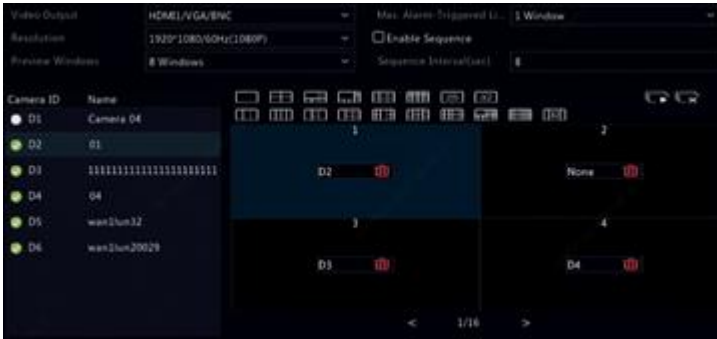 Video Output HDMI1/VGA/BNC Max. Alarm-Triggered Li... 1 Window
Resolution 1920*1080/60Hz(1080P) Enable Sequence
Preview Windows 8 Windows Sequence Interval(sec) 8
Camera ID Name
D1 Camera 04
D2 01
D3 1111111111111111111111
D4 04
D5 wan1lun32
D6 wan1lun20029
1 2
D2 None
3 4
D3 D4
< 1/16 >